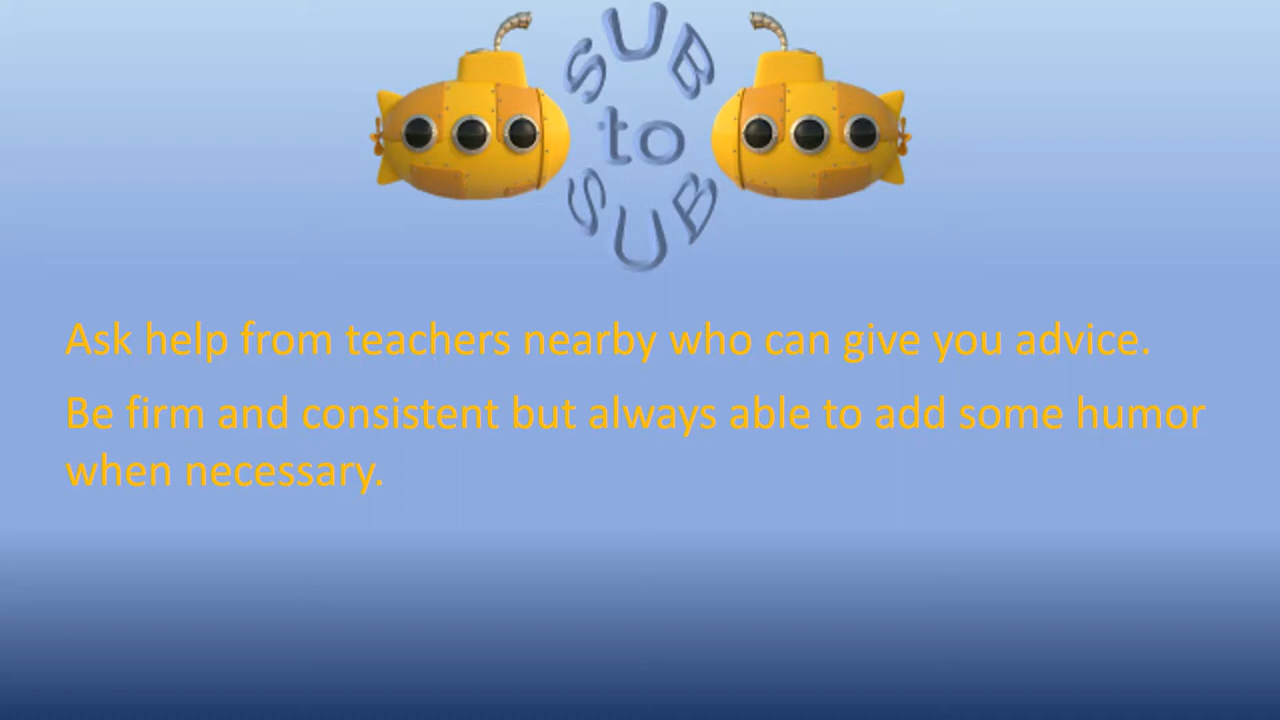 SUB
to
SUB
Ask help from teachers nearby who can give you advice.
Be firm and consistent but always able to add some humor
when necessary.